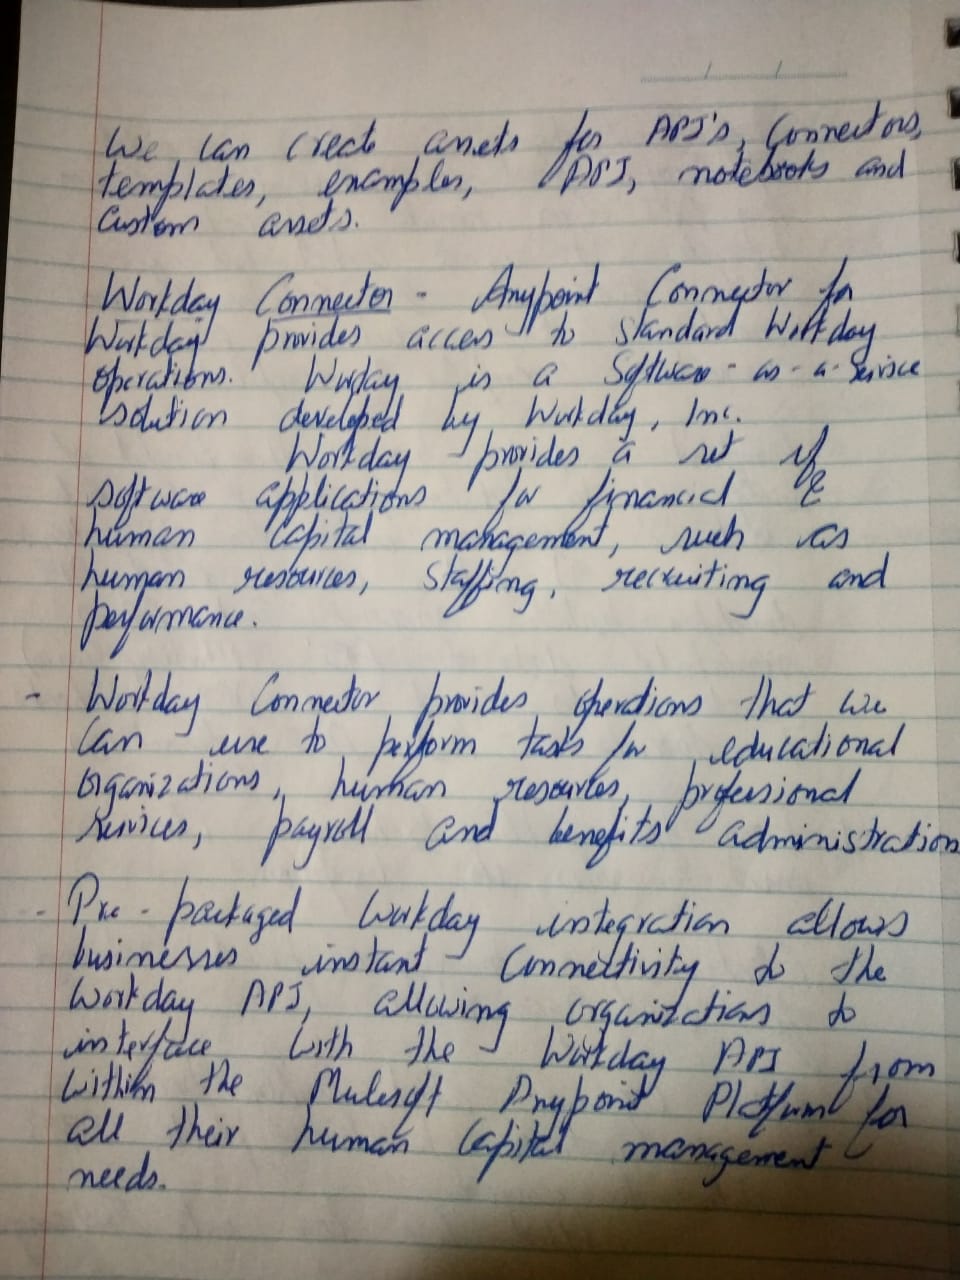 We can create assets for API's, Connectors,
templates, examples, API, notebooks and
Custom assets.
Workday Connector - Anypoint Connector for
Workday provides access to standard Workday
operations. Worday is a Software-as-a-Service
solution developed by Workday, Inc.
Workday provides a set of
software applications for financial &
human capital management, such as
human resources, Staffing, recruiting and
performance.
- Workday Connector provides operations that we
can use to perform tasks for educational
organizations, human resources, professional
services, payroll and benefits administration
- Pre-packaged Workday integration allows
businesses instant Connectivity to the
Workday API, allowing organizations to
interface with the Workday API from
within the Mulesoft Anypoint Platform for
all their human capital management
needs.